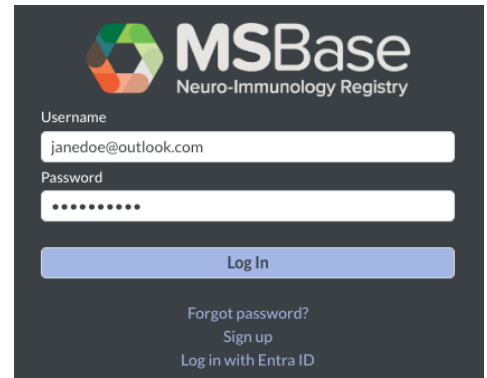 MSBase
Neuro-Immunology Registry
Username
janedoe@outlook.com
Password
••••••••••
Log In
Forgot password?
Sign up
Log in with Entra ID